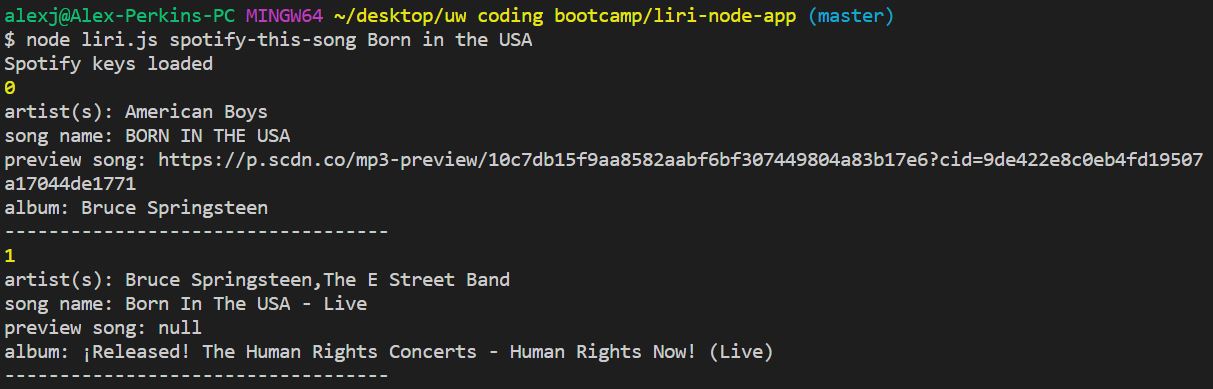 alexj@Alex-Perkins-PC MINGW64 ~/desktop/uw coding bootcamp/liri-node-app (master)
$ node liri.js spotify-this-song Born in the USA
Spotify keys loaded
0
artist(s): American Boys
song name: BORN IN THE USA
preview song: https://p.scdn.co/mp3-preview/10c7db15f9aa8582aabf6bf307449804a83b17e6?cid=9de422e8c0eb4fd19507
a17044de1771
album: Bruce Springsteen
-----------------------------------
1
artist(s): Bruce Springsteen,The E Street Band
song name: Born In The USA - Live
preview song: null
album: ¡Released! The Human Rights Concerts - Human Rights Now! (Live)
-----------------------------------